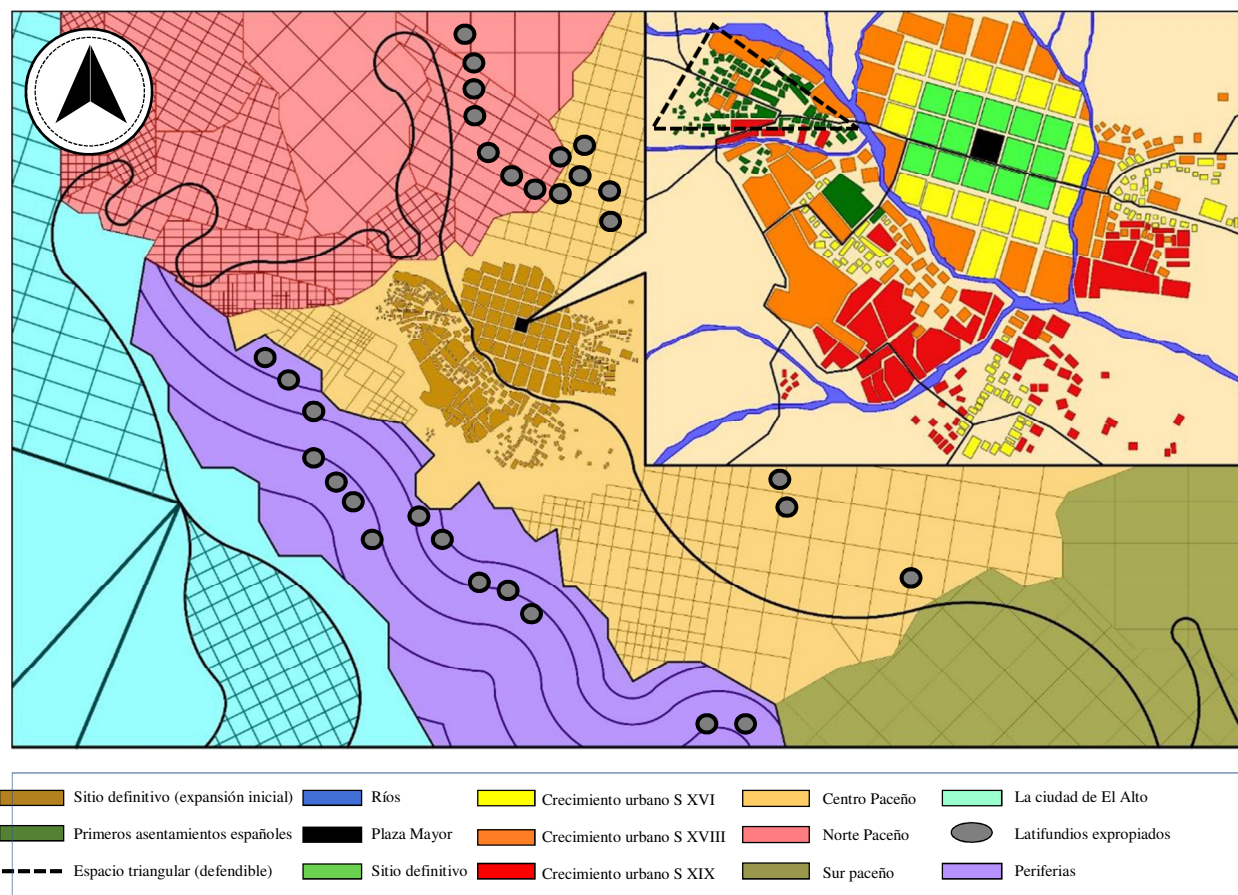 Sitio definitivo (expansión inicial)
Ríos
Crecimiento urbano S XVI
Centro Paceño
La ciudad de El Alto
Primeros asentamientos españoles
Plaza Mayor
Crecimiento urbano S XVIII
Norte Paceño
Latifundios expropiados
Espacio triangular (defendible)
Sitio definitivo
Crecimiento urbano S XIX
Sur paceño
Periferias